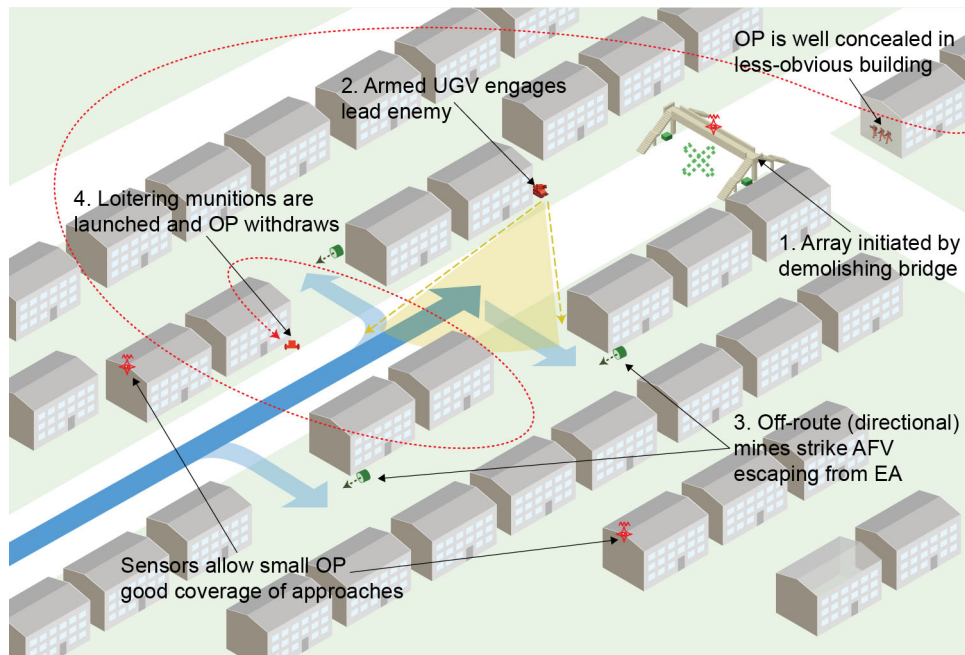 OP is well concealed in
less-obvious building
2. Armed UGV engages
lead enemy
4. Loitering munitions are
launched and OP withdraws
1. Array initiated by
demolishing bridge
3. Off-route (directional)
mines strike AFV
escaping from EA
Sensors allow small OP
good coverage of approaches